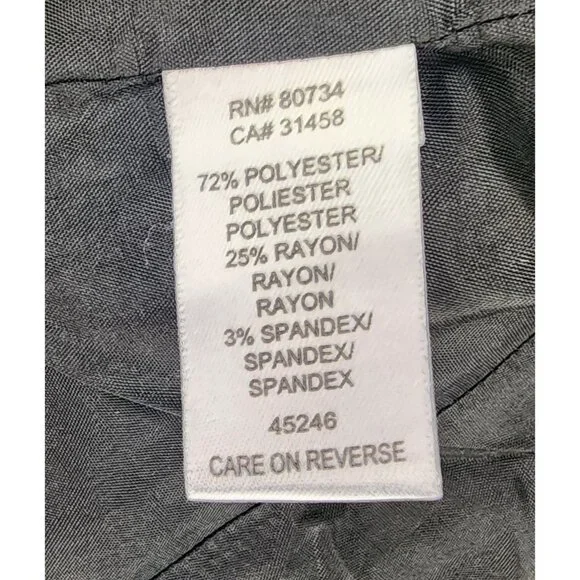 RN# 80734
CA# 31458
72% POLYESTER/
POLIESTER
POLYESTER
25% RAYON/
RAYON/
RAYON
3% SPANDEX/
SPANDEX/
SPANDEX
45246
CARE ON REVERSE